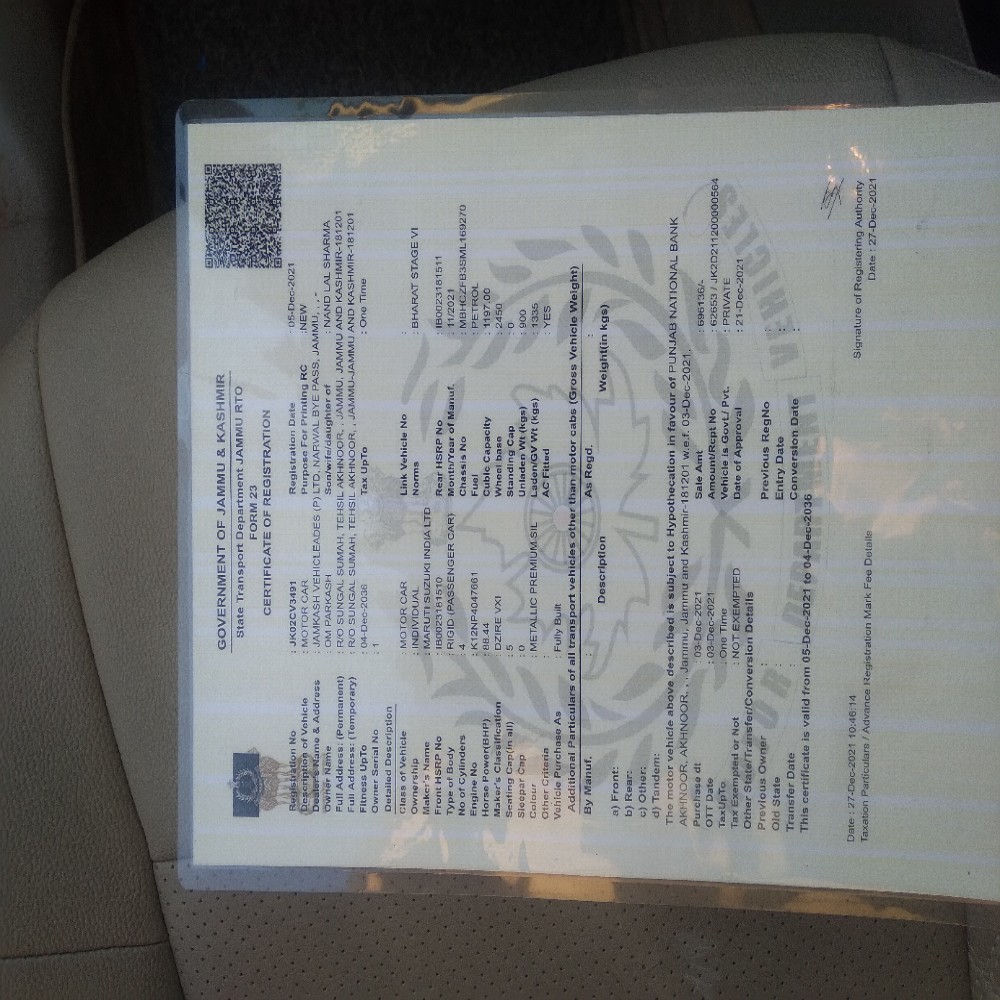 GOVERNMENT OF JAMMU & KASHMIR
State Transport Department JAMMU RTO
FORM 23
CERTIFICATE OF REGISTRATION
Registration No : JK02CV3491 Registration Date : 05-Dec-2021
Description of Vehicle : MOTOR CAR Purpose For Printing RC : NEW
Dealer's Name & Address : JAMKASH VEHICLEADES (P) LTD, NARWAL BYE PASS, JAMMU, , ,-
Owner Name : OM PARKASH Son/wife/daughter of : NAND LAL SHARMA
Full Address: (Permanent) : R/O SUNGAL SUMAH, TEHSIL AKHNOOR, , JAMMU, JAMMU AND KASHMIR-181201
Full Address: (Temporary) : R/O SUNGAL SUMAH, TEHSIL AKHNOOR, , JAMMU-JAMMU AND KASHMIR-181201
Fitness UpTo : 04-Dec-2036 Tax UpTo : One Time
Owner Serial No : 1
Detailed Description
Class of Vehicle : MOTOR CAR Link Vehicle No
Ownership : INDIVIDUAL Norms : BHARAT STAGE VI
Maker's Name : MARUTI SUZUKI INDIA LTD
Front HSRP No : IB0023181510 Rear HSRP No : IB0023181511
Type of Body : RIGID (PASSENGER CAR) Month/Year of Manuf. : 11/2021
No of Cylinders : 4 Chassis No : MBHCZFB3SML169270
Engine No : K12NP4047661 Fuel : PETROL
Horse Power(BHP) : 88.44 Cubic Capacity : 1197.00
Maker's Classification : DZIRE VXI Wheel base : 2450
Seating Cap(in all) : 5 Standing Cap : 0
Sleepar Cap : 0 Unladen Wt (kgs) : 900
Colour : METALLIC PREMIUM SIL Laden/GV Wt (kgs) : 1335
Other Criteria : AC Fitted : YES
Vehicle Purchase As : Fully Built
Additional Particulars of all transport vehicles other than motor cabs (Gross Vehicle Weight)
By Manuf. : As Regd. :
Description Weight(in kgs)
a) Front:
b) Rear:
c) Other:
d) Tandem:
The motor vehicle above described is subject to Hypothecation in favour of PUNJAB NATIONAL BANK
AKHNOOR, AKHNOOR, , , Jammu, Jammu and Kashmir-181201 w.e.f. 03-Dec-2021.
Purchase dt : 03-Dec-2021 Sale Amt : 696136/-
OTT Date : 03-Dec-2021 Amount/Rcpt No : 62653 / JK2D21120000564
TaxUpTo : One Time Vehicle is Govt./ Pvt. : PRIVATE
Tax Exempted or Not : NOT EXEMPTED Date of Approval : 21-Dec-2021
Other State/Transfer/Conversion Details
Previous Owner : Previous RegNo :
Old State : Entry Date :
Transfer Date : Conversion Date :
This certificate is valid from 05-Dec-2021 to 04-Dec-2036
Date : 27-Dec-2021 10:46:14 Signature of Registering Authority
Taxation Particulars / Advance Registration Mark Fee Details Date : 27-Dec-2021